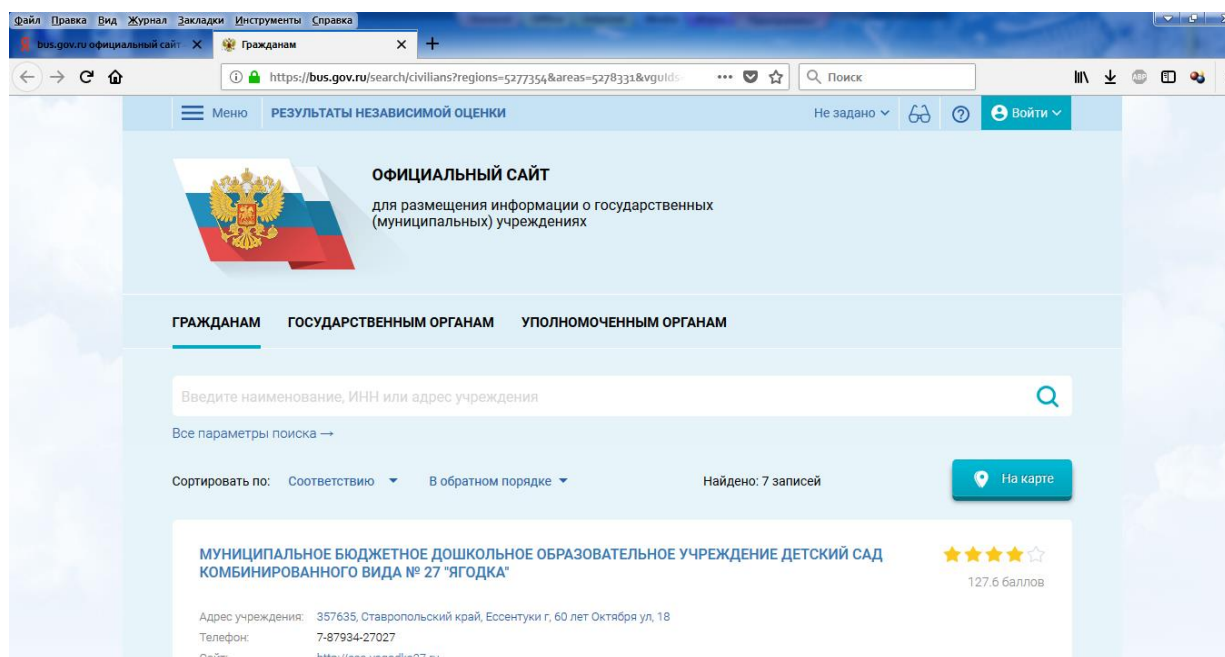 Файл Правка Вид Журнал Закладки Инструменты Справка
bus.gov.ru официальный сайт
Гражданам
https://bus.gov.ru/search/civilians?regions=5277354&areas=5278331&vguIds=
Поиск
ABP
Меню РЕЗУЛЬТАТЫ НЕЗАВИСИМОЙ ОЦЕНКИ Не задано Войти
ОФИЦИАЛЬНЫЙ САЙТ
для размещения информации о государственных
(муниципальных) учреждениях
ГРАЖДАНАМ ГОСУДАРСТВЕННЫМ ОРГАНАМ УПОЛНОМОЧЕННЫМ ОРГАНАМ
Введите наименование, ИНН или адрес учреждения
Все параметры поиска →
Сортировать по: Соответствию В обратном порядке Найдено: 7 записей На карте
МУНИЦИПАЛЬНОЕ БЮДЖЕТНОЕ ДОШКОЛЬНОЕ ОБРАЗОВАТЕЛЬНОЕ УЧРЕЖДЕНИЕ ДЕТСКИЙ САД
КОМБИНИРОВАННОГО ВИДА № 27 "ЯГОДКА"
127.6 баллов
Адрес учреждения: 357635, Ставропольский край, Ессентуки г, 60 лет Октября ул, 18
Телефон: 7-87934-27027